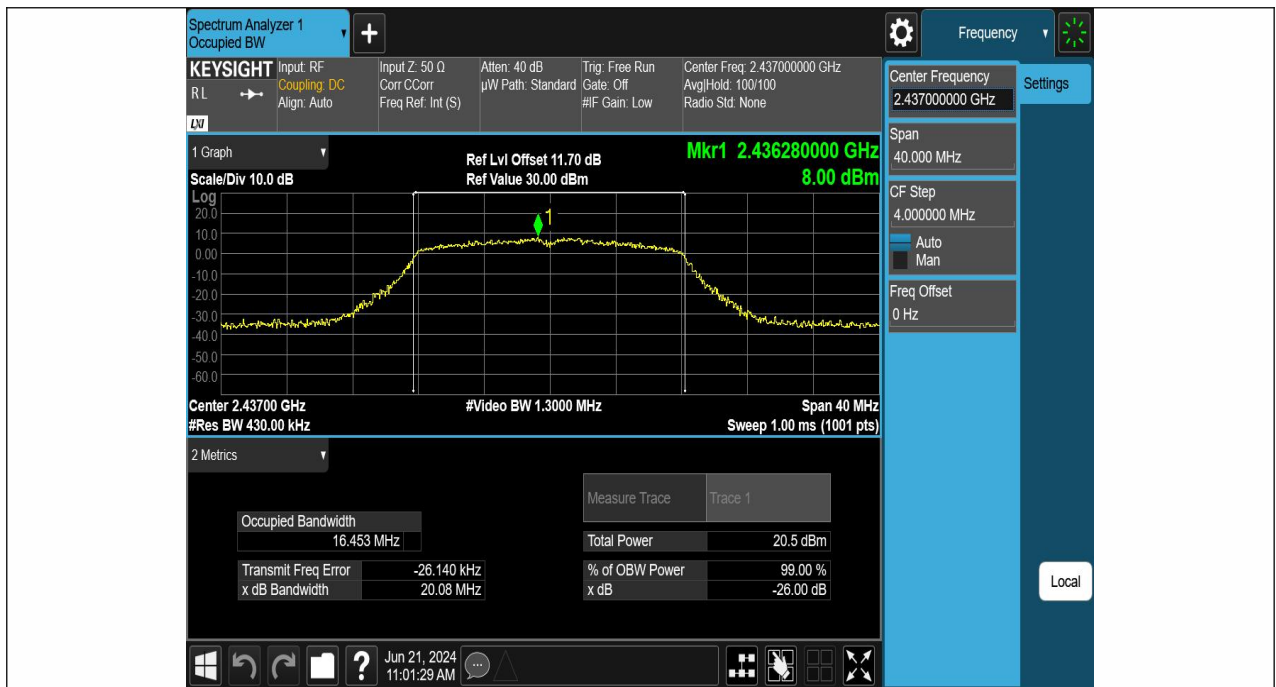 Spectrum Analyzer 1
Occupied BW
+
Frequency
KEYSIGHT
R L
LXI
Input: RF
Coupling: DC
Align: Auto
Input Z: 50 Ω
Corr CCorr
Freq Ref: Int (S)
Atten: 40 dB
µW Path: Standard
Trig: Free Run
Gate: Off
#IF Gain: Low
Center Freq: 2.437000000 GHz
Avg|Hold: 100/100
Radio Std: None
Center Frequency
2.437000000 GHz
Settings
Span
40.000 MHz
CF Step
4.000000 MHz
Auto
Man
Freq Offset
0 Hz
Local
1 Graph
Scale/Div 10.0 dB
Ref Lvl Offset 11.70 dB
Ref Value 30.00 dBm
Mkr1 2.436280000 GHz
8.00 dBm
Log
20.0
10.0
0.00
-10.0
-20.0
-30.0
-40.0
-50.0
-60.0
1
Center 2.43700 GHz
#Video BW 1.3000 MHz
Span 40 MHz
#Res BW 430.00 kHz
Sweep 1.00 ms (1001 pts)
2 Metrics
Measure Trace Trace 1
Occupied Bandwidth
16.453 MHz
Total Power 20.5 dBm
Transmit Freq Error -26.140 kHz
% of OBW Power 99.00 %
x dB Bandwidth 20.08 MHz
x dB -26.00 dB
?
Jun 21, 2024
11:01:29 AM